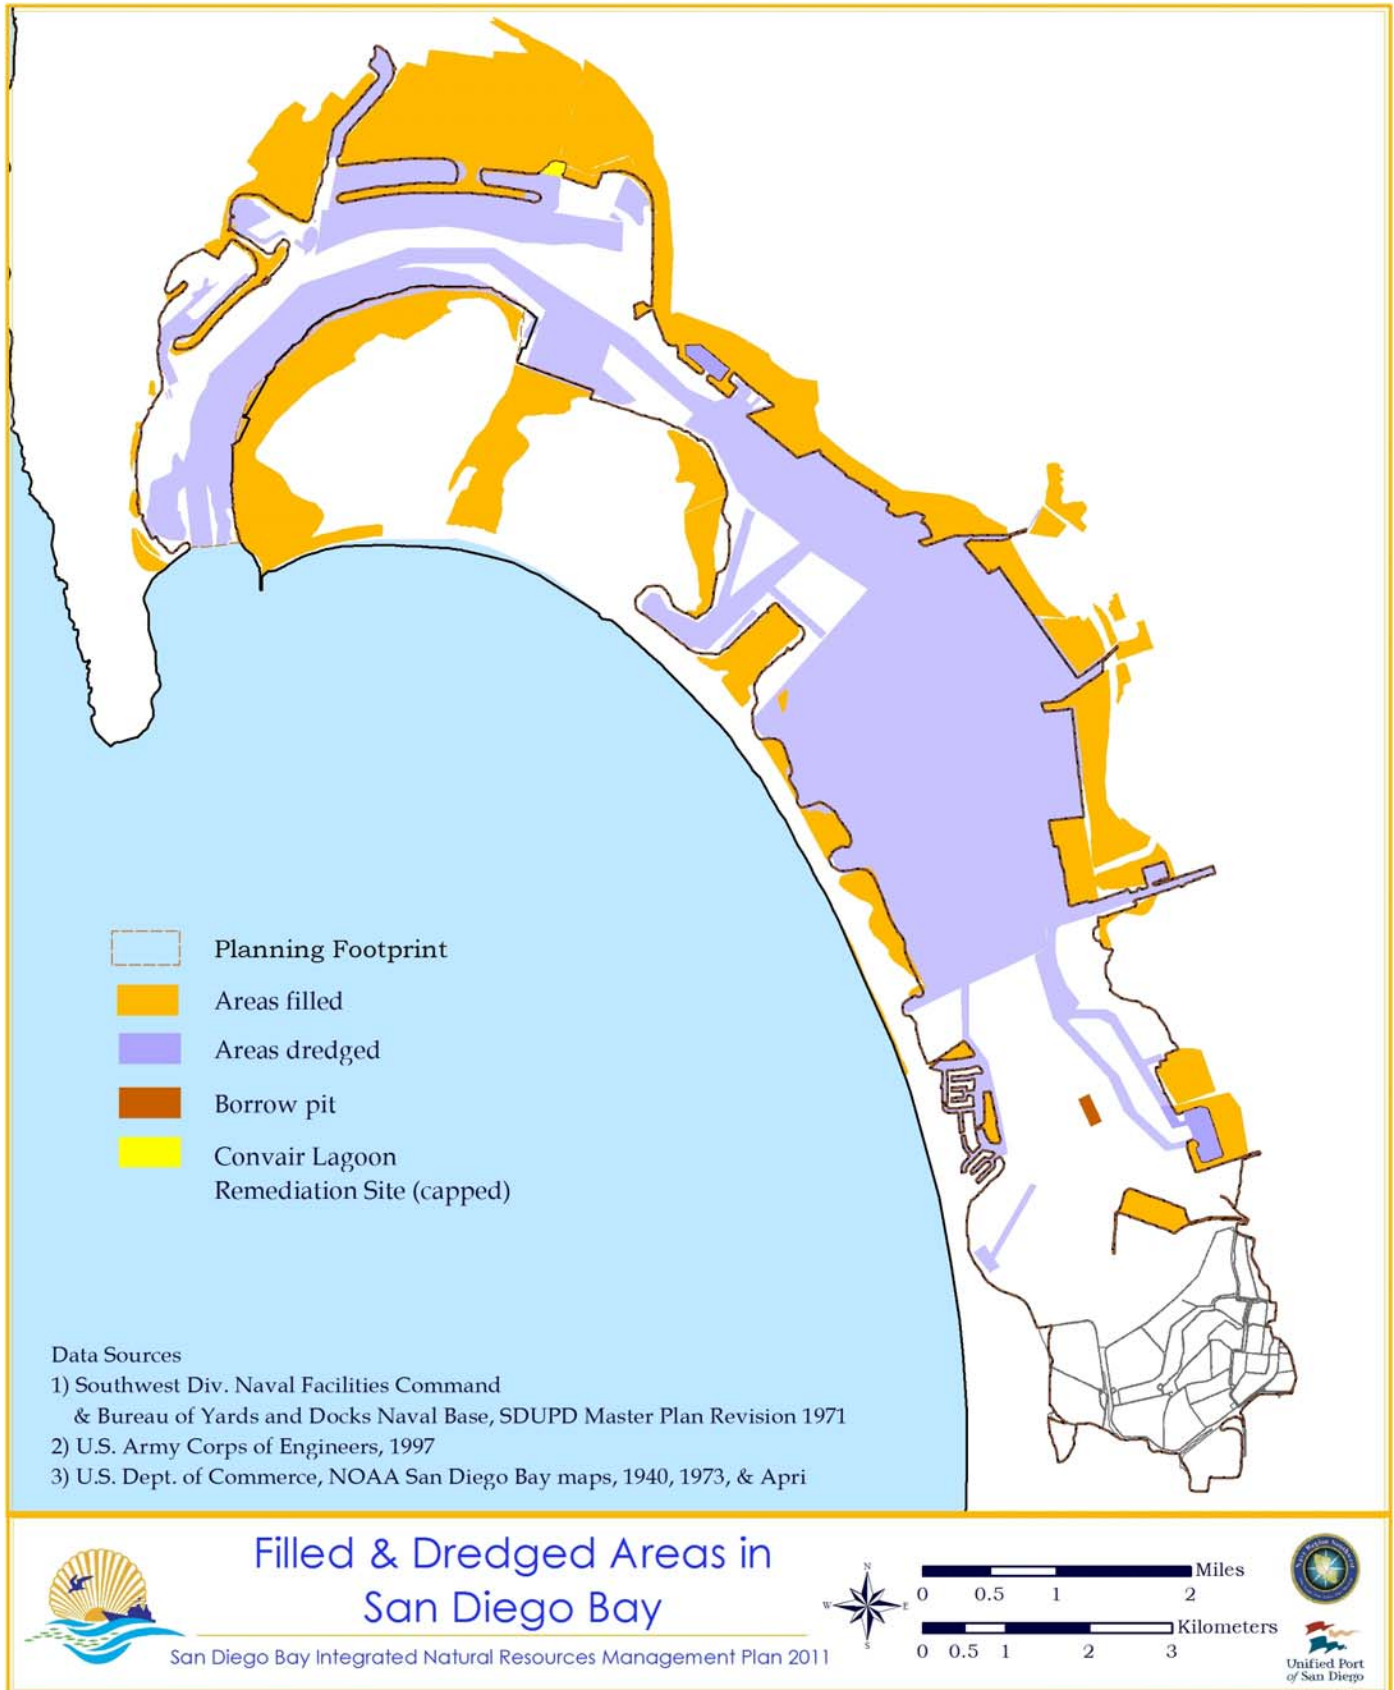 Planning Footprint
Areas filled
Areas dredged
Borrow pit
Convair Lagoon
Remediation Site (capped)
Data Sources
1) Southwest Div. Naval Facilities Command
& Bureau of Yards and Docks Naval Base, SDUPD Master Plan Revision 1971
2) U.S. Army Corps of Engineers, 1997
3) U.S. Dept. of Commerce, NOAA San Diego Bay maps, 1940, 1973, & Apri
Filled & Dredged Areas in
San Diego Bay
San Diego Bay Integrated Natural Resources Management Plan 2011
N
W E
S
Miles
0 0.5 1 2
Kilometers
0 0.5 1 2 3
Navy Region Southwest
Unified Port
of San Diego